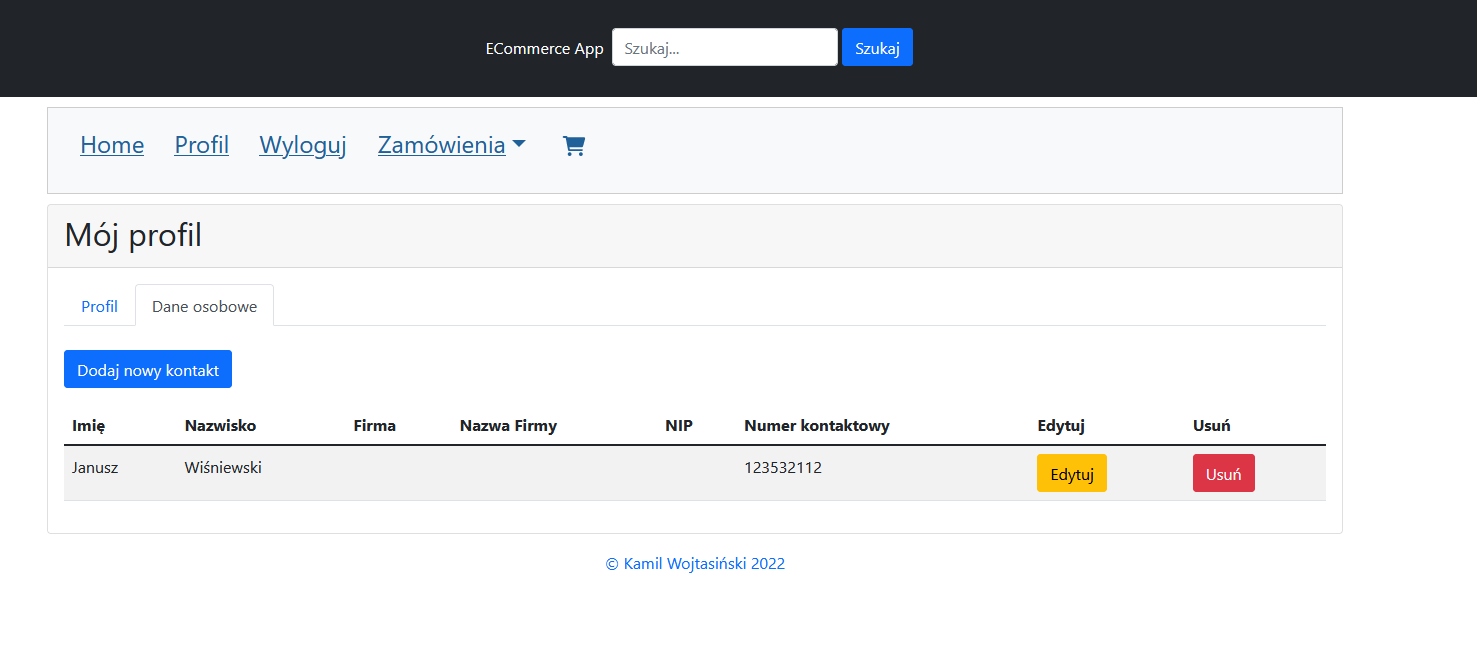 ECommerce App Szukaj... Szukaj
Home Profil Wyloguj Zamówienia
Mój profil
Profil Dane osobowe
Dodaj nowy kontakt
Imię Nazwisko Firma Nazwa Firmy NIP Numer kontaktowy Edytuj Usuń
Janusz Wiśniewski 123532112 Edytuj Usuń
© Kamil Wojtasiński 2022